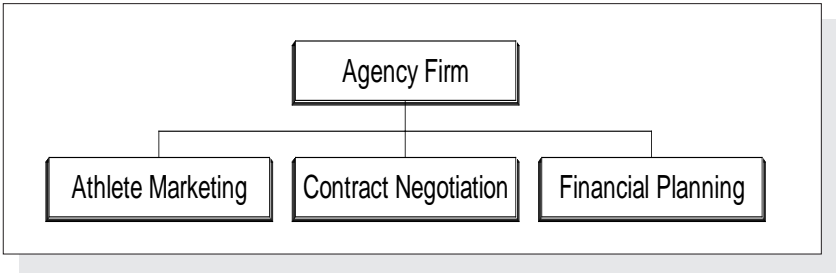 Agency Firm
Athlete Marketing
Contract Negotiation
Financial Planning